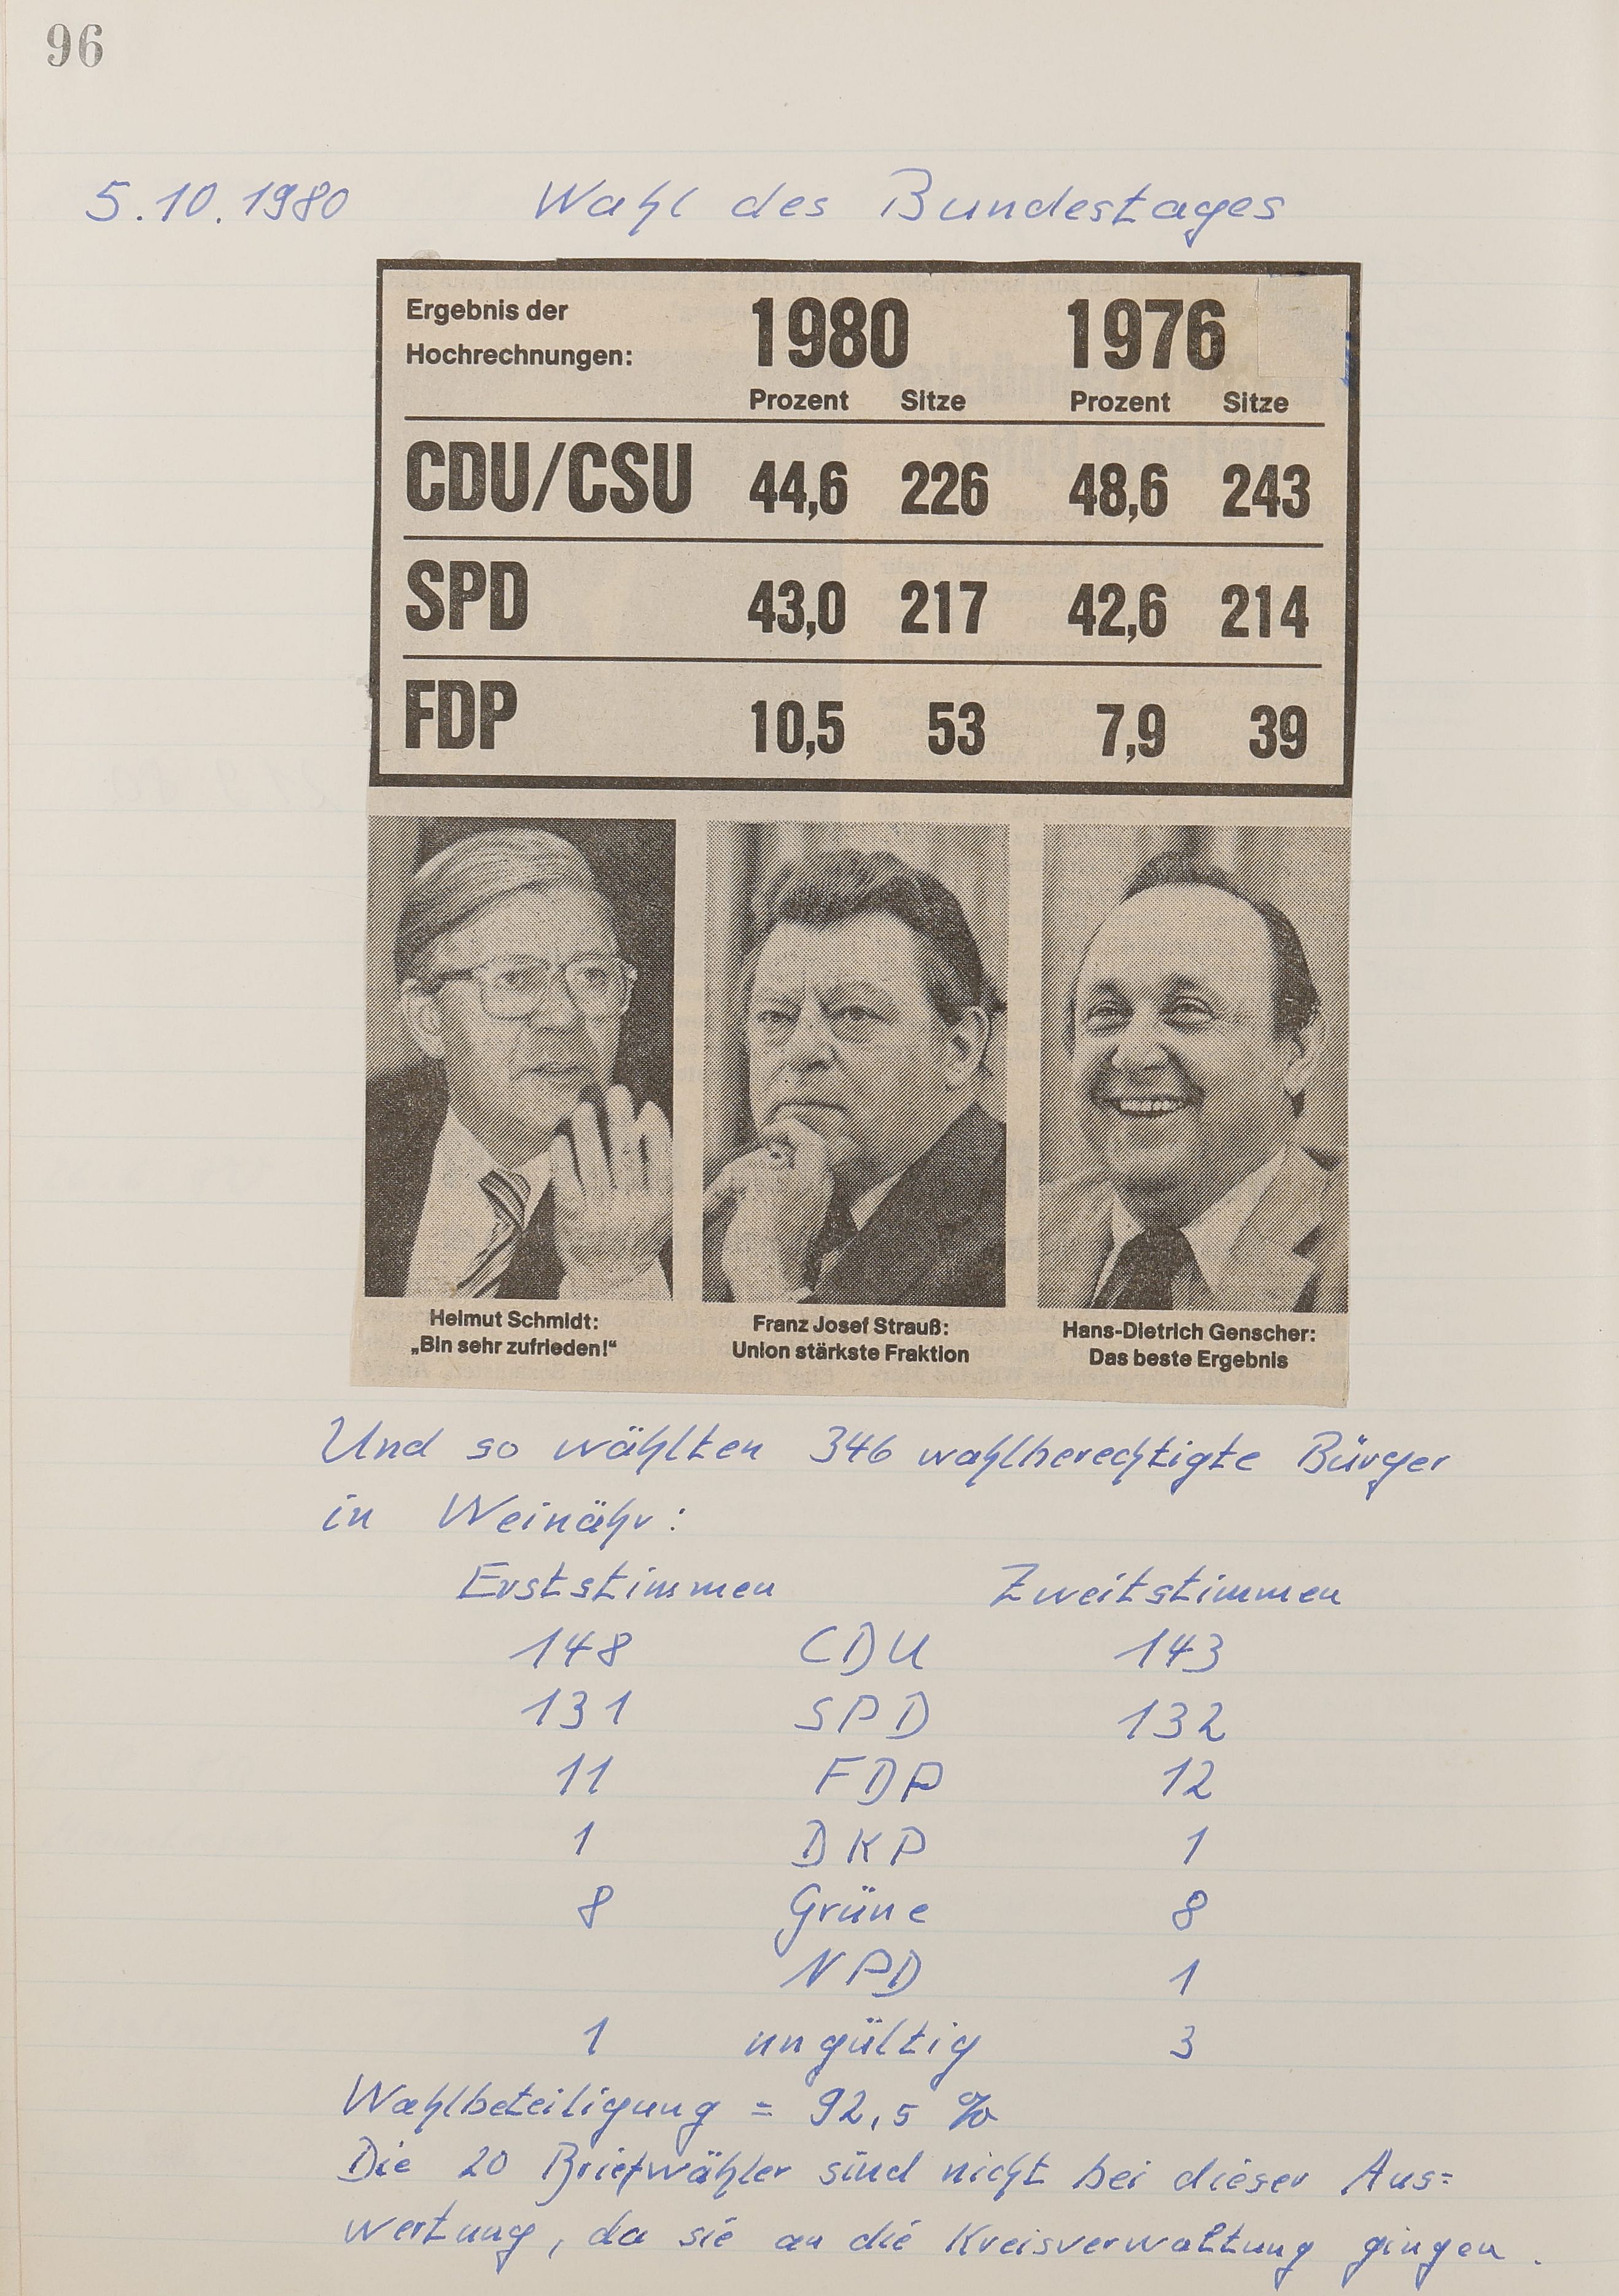 96
5.10.1980 Wahl des Bundestages
Ergebnis der Hochrechnungen: 1980 1976
Prozent Sitze Prozent Sitze
CDU/CSU 44,6 226 48,6 243
SPD 43,0 217 42,6 214
FDP 10,5 53 7,9 39
Helmut Schmidt:
„Bin sehr zufrieden!“
Franz Josef Strauß:
Union stärkste Fraktion
Hans-Dietrich Genscher:
Das beste Ergebnis
Und so wählten 346 wahlberechtigte Bürger
in Weinähr:
Erststimmen Zweitstimmen
148 CDU 143
131 SPD 132
11 FDP 12
1 DKP 1
8 Grüne 8
NPD 1
1 ungültig 3
Wahlbeteiligung = 92,5 %
Die 20 Briefwähler sind nicht bei dieser Aus=
wertung, da sie an die Kreisverwaltung gingen.